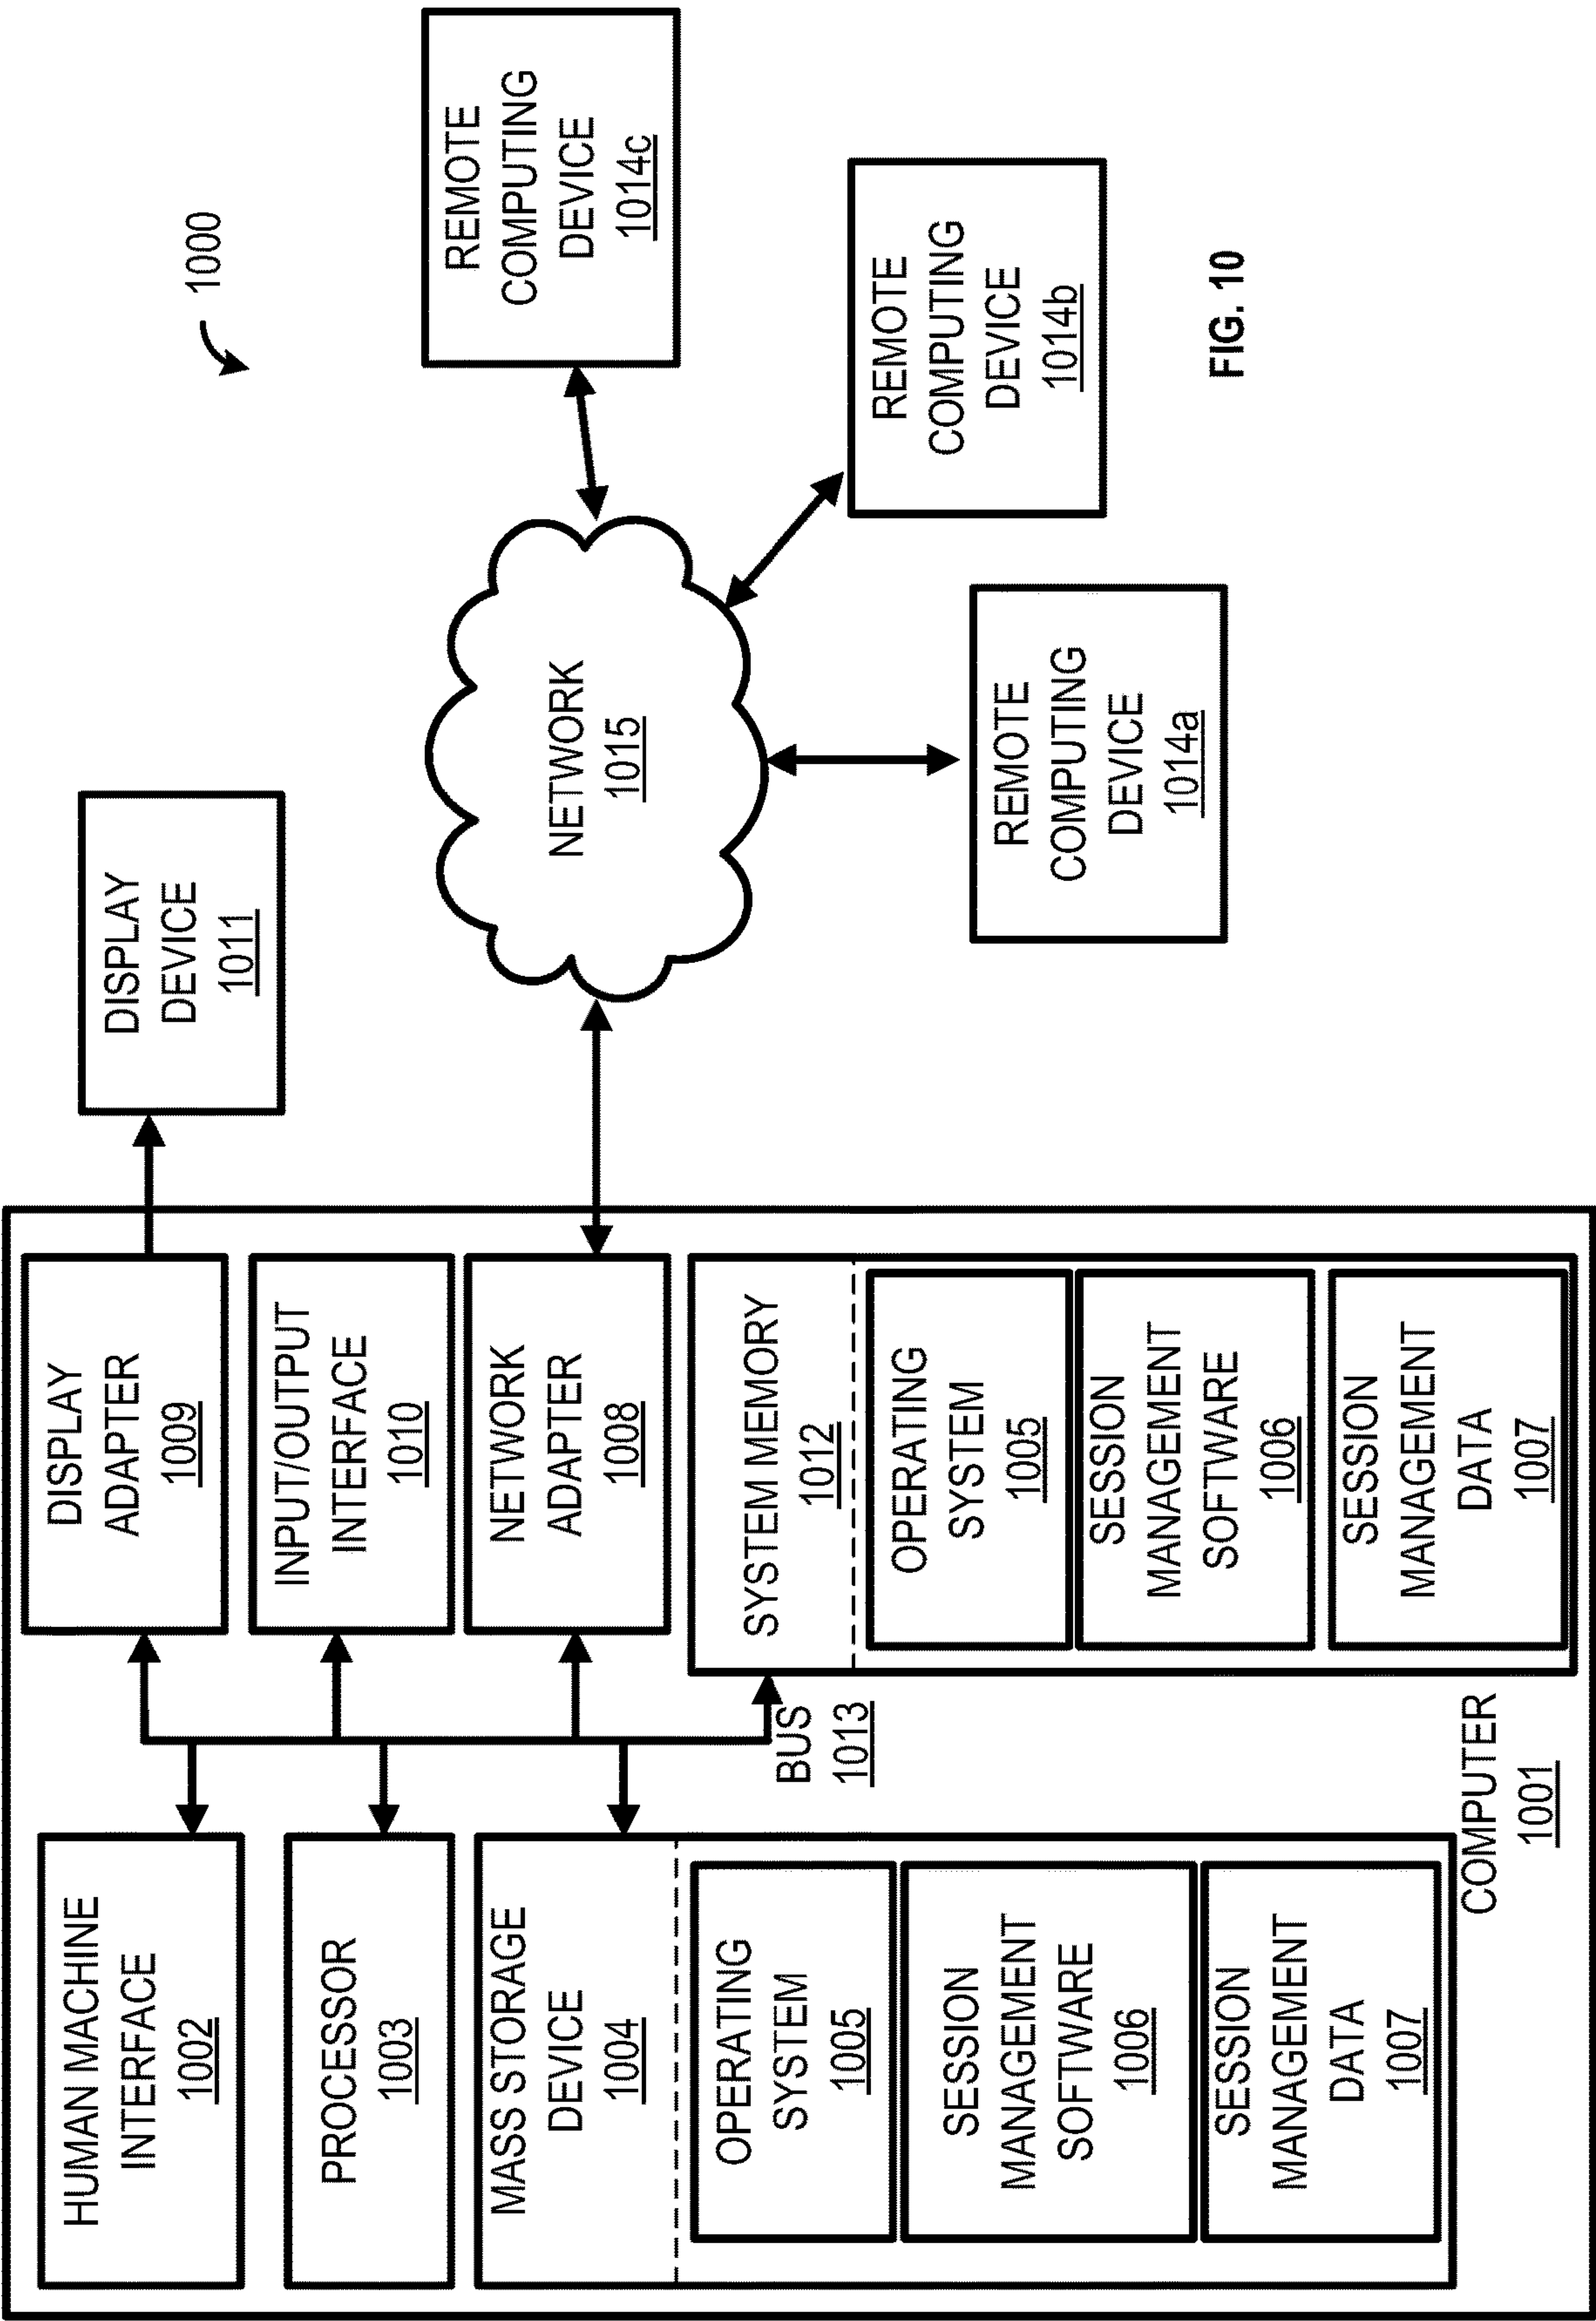 1000
HUMAN MACHINE
INTERFACE
1002
PROCESSOR
1003
MASS STORAGE
DEVICE
1004
OPERATING
SYSTEM
1005
SESSION
MANAGEMENT
SOFTWARE
1006
SESSION
MANAGEMENT
DATA
1007
DISPLAY
ADAPTER
1009
INPUT/OUTPUT
INTERFACE
1010
NETWORK
ADAPTER
1008
SYSTEM MEMORY
1012
OPERATING
SYSTEM
1005
SESSION
MANAGEMENT
SOFTWARE
1006
SESSION
MANAGEMENT
DATA
1007
BUS
1013
COMPUTER
1001
DISPLAY
DEVICE
1011
NETWORK
1015
REMOTE
COMPUTING
DEVICE
1014a
REMOTE
COMPUTING
DEVICE
1014b
REMOTE
COMPUTING
DEVICE
1014c
FIG. 10